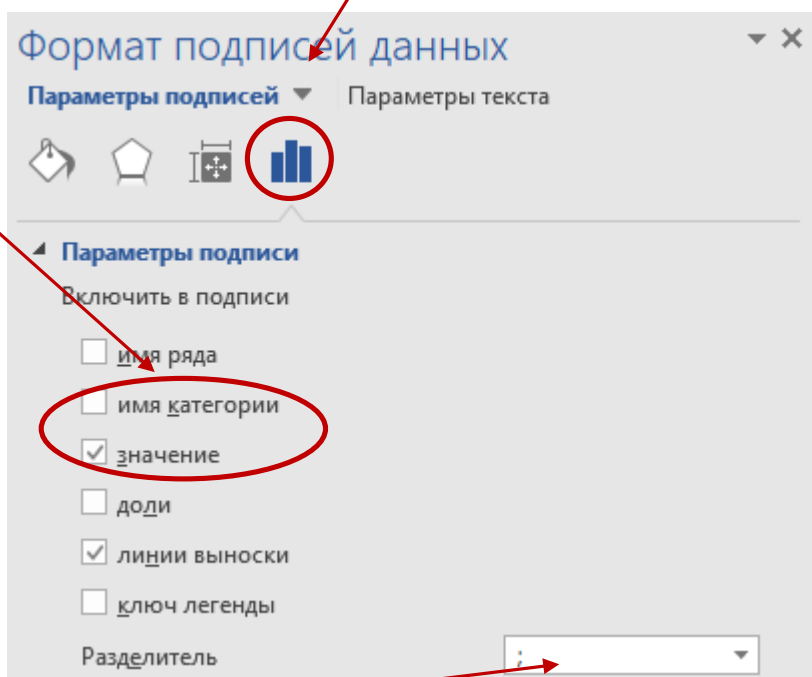 Формат подписей данных
Параметры подписей Параметры текста
Параметры подписи
Включить в подписи
имя ряда
имя категории
значение
доли
линии выноски
ключ легенды
Разделитель ;